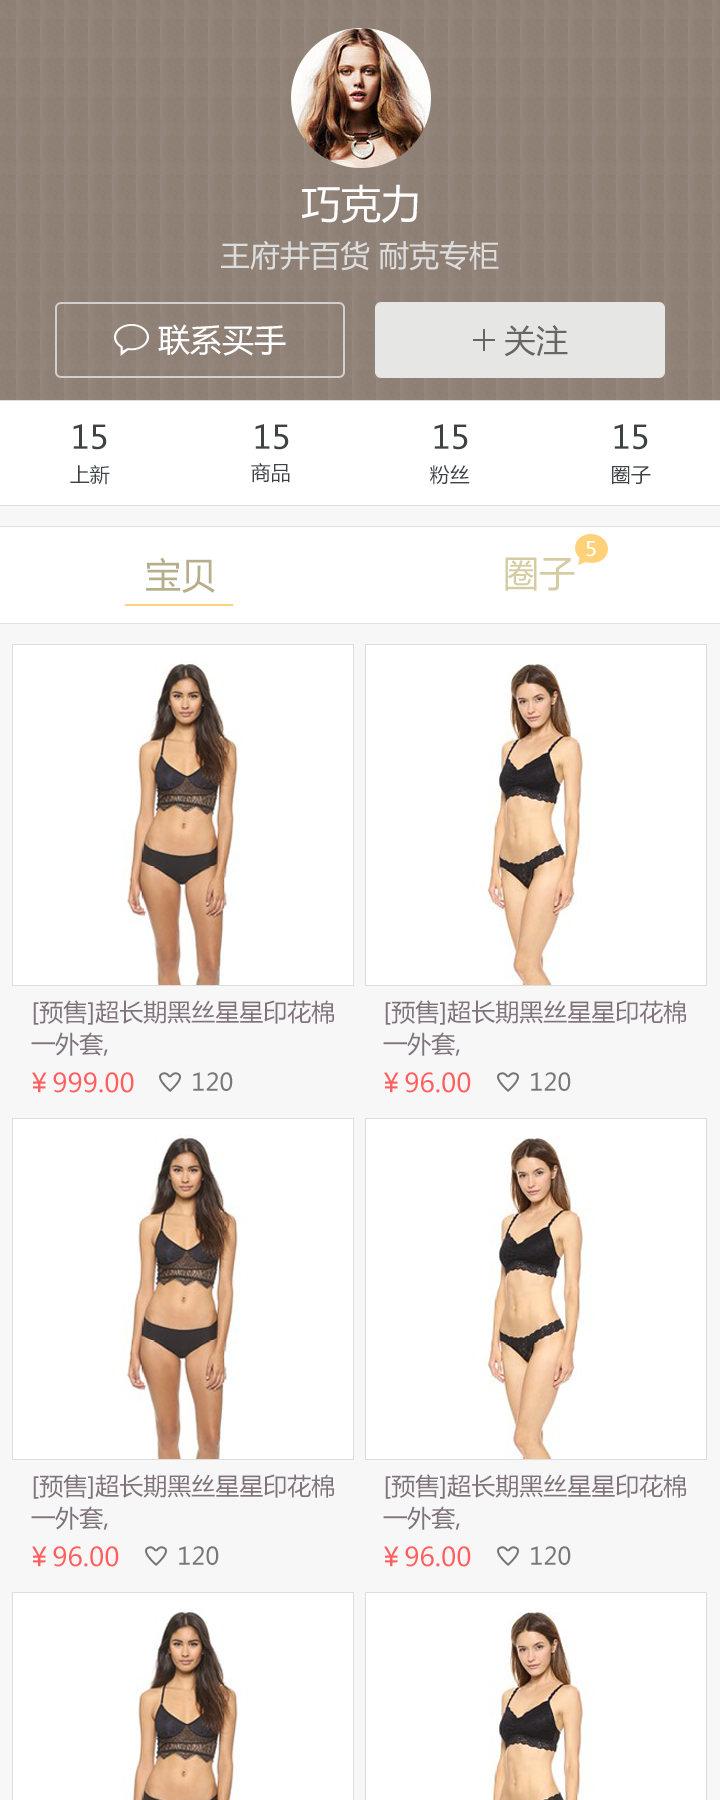 巧克力
王府井百货 耐克专柜
联系买手
关注
15 15 15 15
上新 商品 粉丝 圈子
宝贝 圈子 5
[预售]超长期黑丝星星印花棉 [预售]超长期黑丝星星印花棉
一外套, 一外套,
¥ 999.00 120 ¥ 96.00 120
[预售]超长期黑丝星星印花棉 [预售]超长期黑丝星星印花棉
一外套, 一外套,
¥ 96.00 120 ¥ 96.00 120